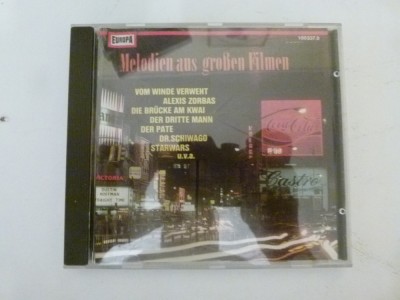 EUROPA
Melodien aus großen Filmen
VOM WINDE VERWEHT
ALEXIS ZORBAS
DIE BRÜCKE AM KWAI
DER DRITTE MANN
DER PATE
DR.SCHIWAGO
STARWARS
u.v.a.
Coca-Cola
Castro